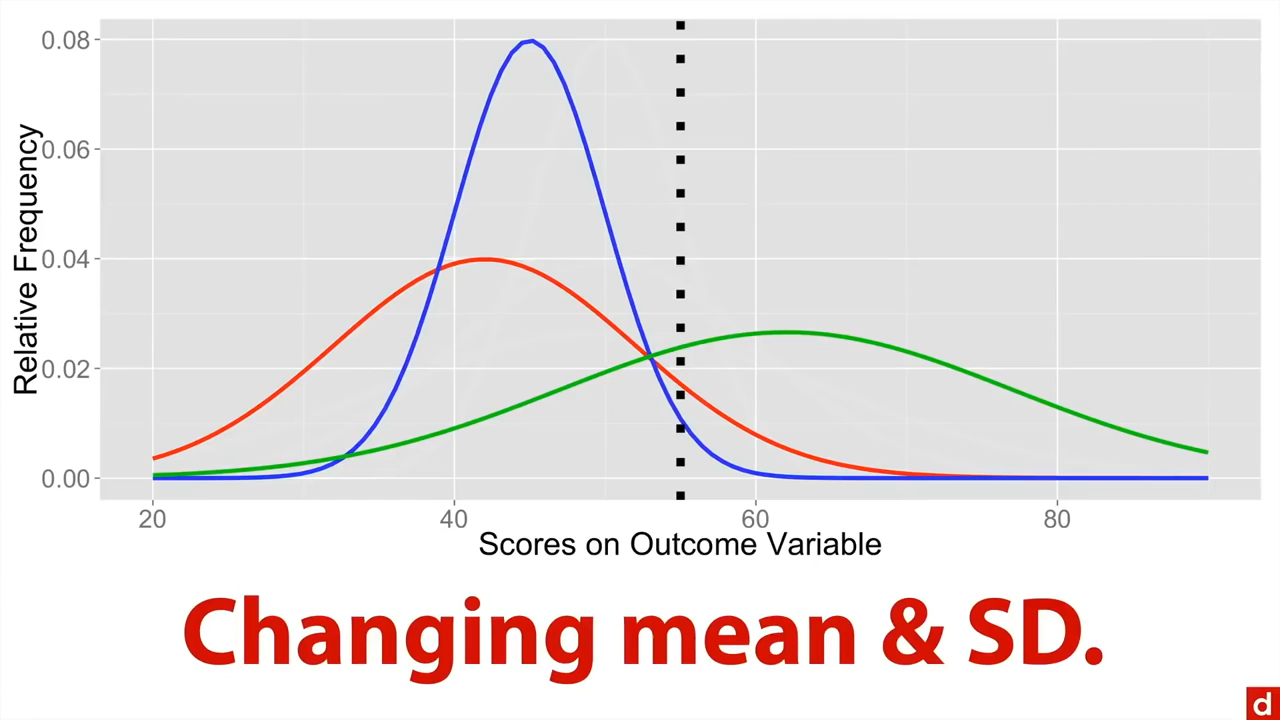 0.08
0.06
0.04
0.02
0.00
Relative Frequency
20 40 60 80
Scores on Outcome Variable
Changing mean & SD.
d